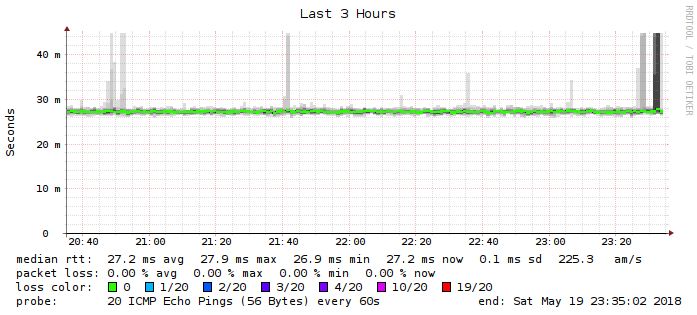 Last 3 Hours
RRDTOOL / TOBI OETIKER
Seconds
40 m
30 m
20 m
10 m
0
20:40 21:00 21:20 21:40 22:00 22:20 22:40 23:00 23:20
median rtt: 27.2 ms avg 27.9 ms max 26.9 ms min 27.2 ms now 0.1 ms sd 225.3 am/s
packet loss: 0.00 % avg 0.00 % max 0.00 % min 0.00 % now
loss color: 0 1/20 2/20 3/20 4/20 10/20 19/20
probe: 20 ICMP Echo Pings (56 Bytes) every 60s end: Sat May 19 23:35:02 2018